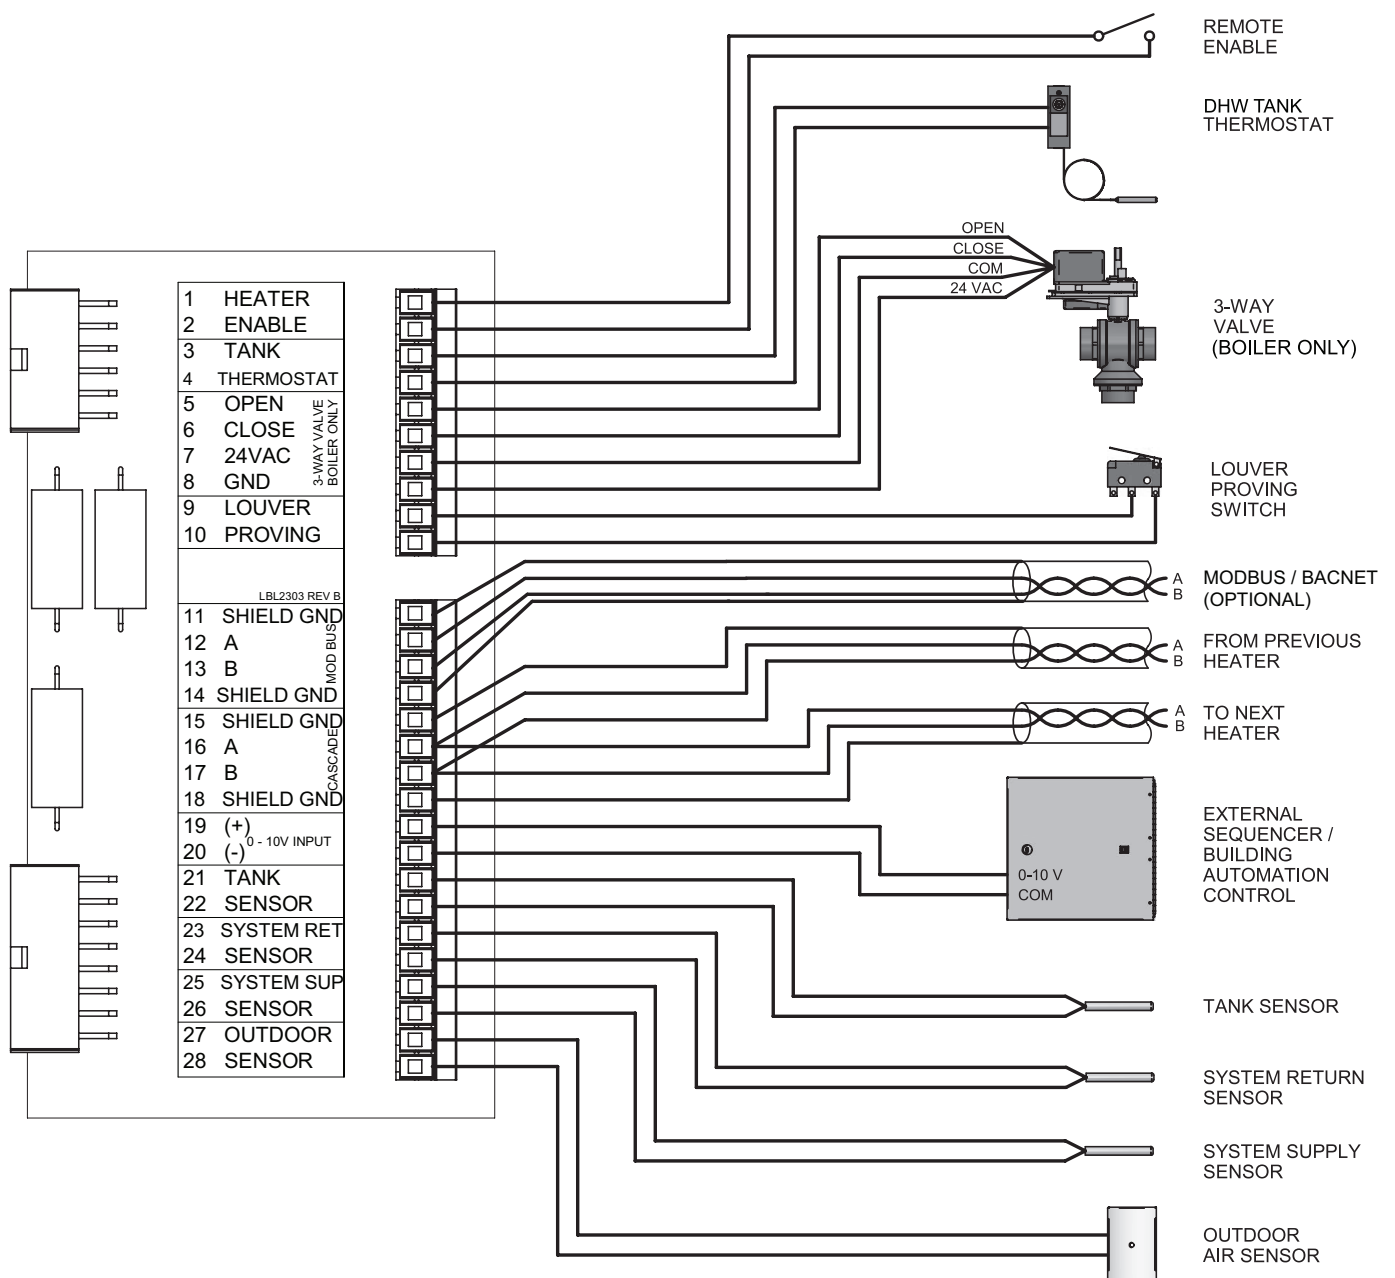 REMOTE
ENABLE
DHW TANK
THERMOSTAT
OPEN
CLOSE
COM
24 VAC
3-WAY
VALVE
(BOILER ONLY)
LOUVER
PROVING
SWITCH
1 HEATER
2 ENABLE
3 TANK
4 THERMOSTAT
5 OPEN
6 CLOSE
7 24VAC
8 GND
3-WAY VALVE
BOILER ONLY
9 LOUVER
10 PROVING
LBL2303 REV B
11 SHIELD GND
12 A
13 B
14 SHIELD GND
MOD BUS
15 SHIELD GND
16 A
17 B
18 SHIELD GND
CASCADE
19 (+)
20 (-)
0 - 10V INPUT
21 TANK
22 SENSOR
23 SYSTEM RET
24 SENSOR
25 SYSTEM SUP
26 SENSOR
27 OUTDOOR
28 SENSOR
A
B
MODBUS / BACNET
(OPTIONAL)
A
B
FROM PREVIOUS
HEATER
A
B
TO NEXT
HEATER
0-10 V
COM
EXTERNAL
SEQUENCER /
BUILDING
AUTOMATION
CONTROL
TANK SENSOR
SYSTEM RETURN
SENSOR
SYSTEM SUPPLY
SENSOR
OUTDOOR
AIR SENSOR